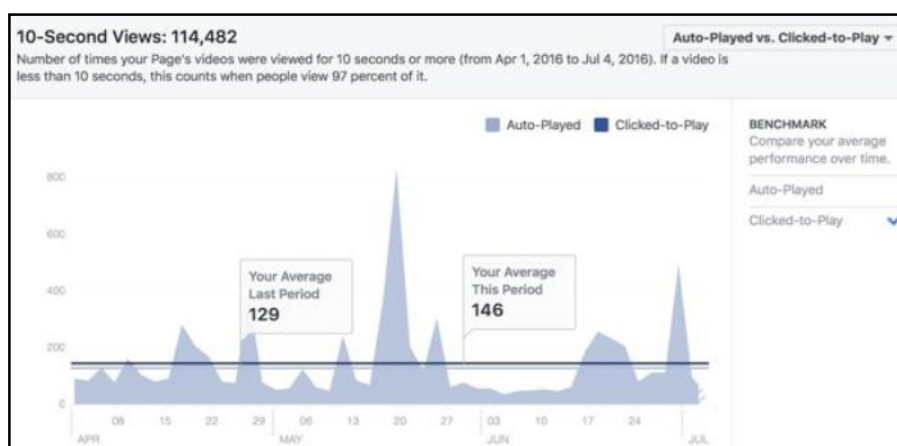 10-Second Views: 114,482
Auto-Played vs. Clicked-to-Play
Number of times your Page's videos were viewed for 10 seconds or more (from Apr 1, 2016 to Jul 4, 2016). If a video is
less than 10 seconds, this counts when people view 97 percent of it.
Auto-Played
Clicked-to-Play
BENCHMARK
Compare your average
performance over time.
Auto-Played
Clicked-to-Play
800
600
400
200
0
Your Average
Last Period
129
Your Average
This Period
146
08 15 22 29 06 13 20 27 03 10 17 24
APR MAY JUN JUL